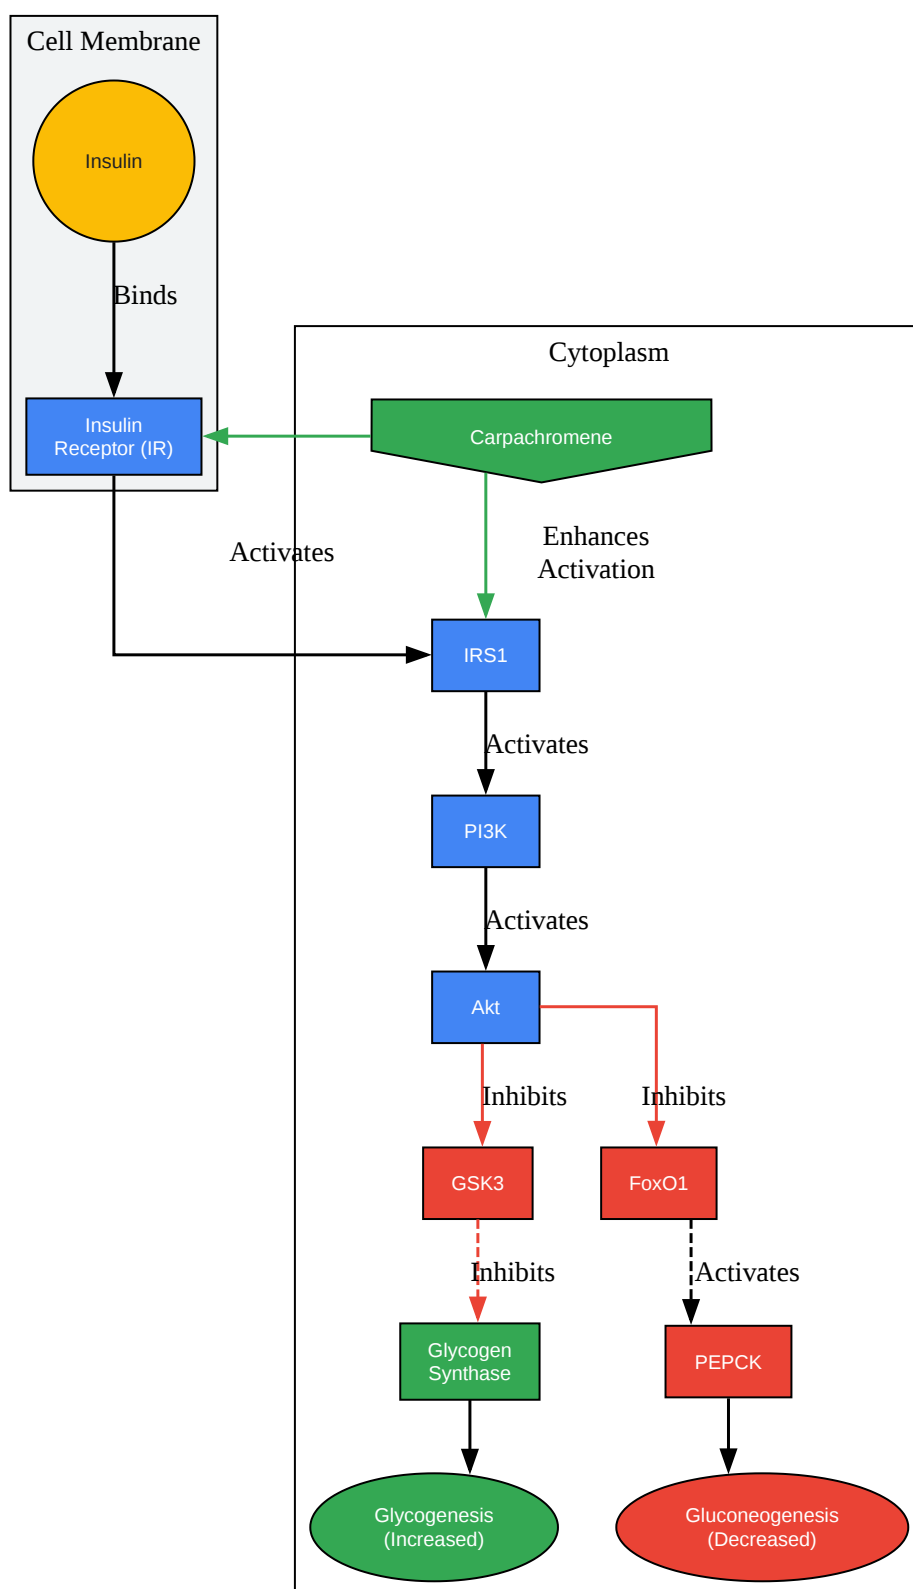 Cell Membrane
Insulin
Binds
Cytoplasm
Insulin
Receptor (IR)
Carpachromene
Activates
Enhances
Activation
IRS1
Activates
PI3K
Activates
Akt
Inhibits
Inhibits
GSK3
FoxO1
Inhibits
Activates
Glycogen
Synthase
PEPCK
Glycogenesis
(Increased)
Gluconeogenesis
(Decreased)